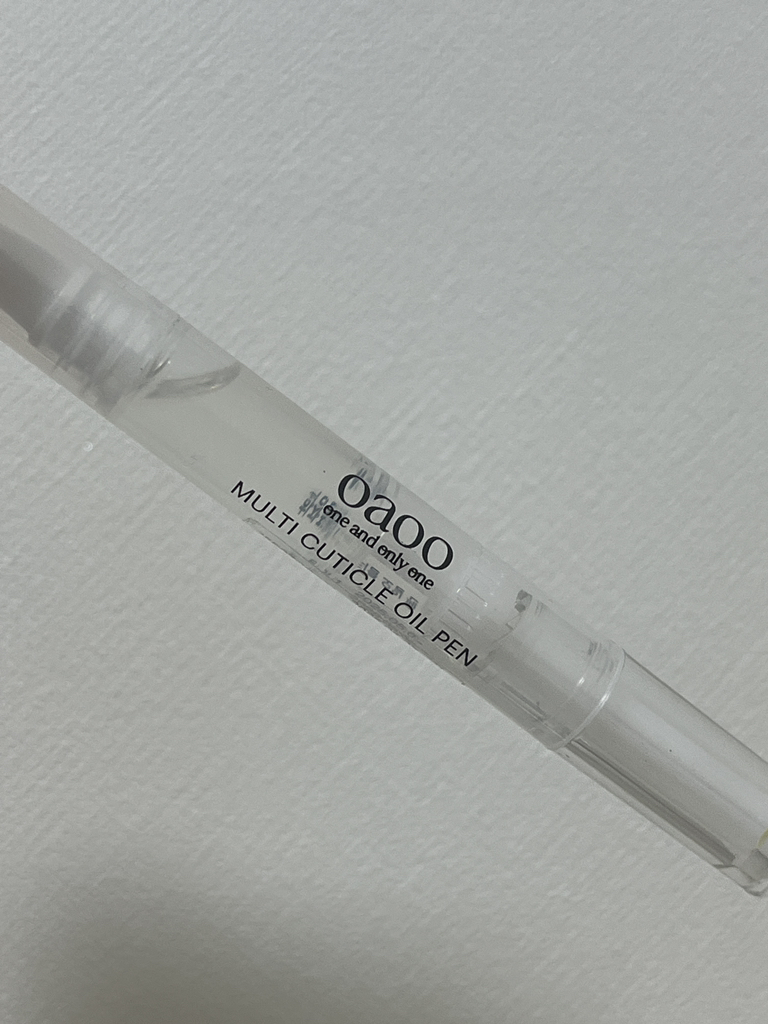 oaoo
one and only one
MULTI CUTICLE OIL PEN